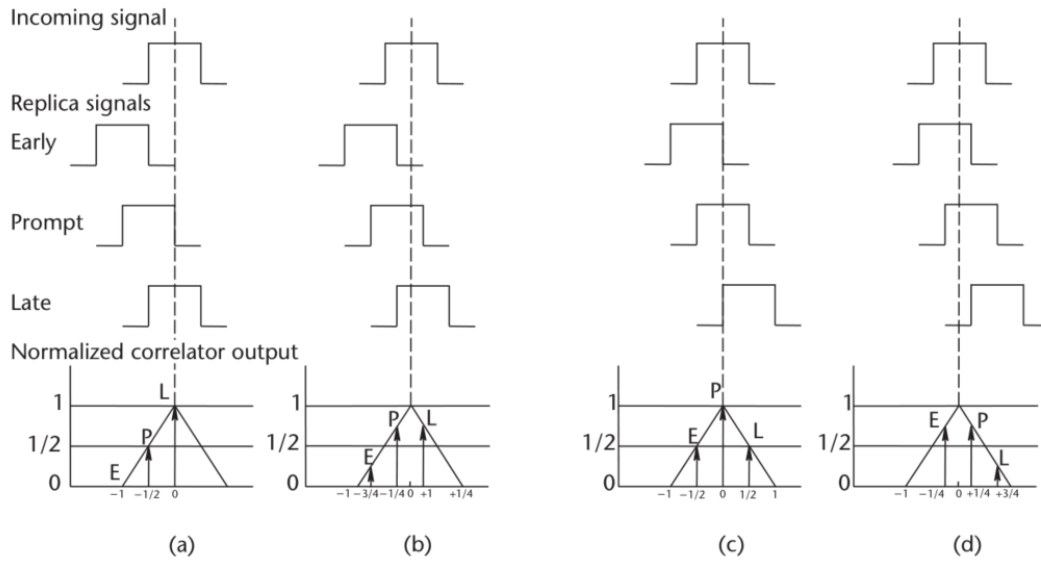 Incoming signal
Replica signals
Early
Prompt
Late
Normalized correlator output
1 1/2 0 E P L −1 −1/2 0
1 1/2 0 E P L −1 −3/4 −1/4 0 +1 +1/4
1 1/2 0 E P L −1 −1/2 0 1/2 1
1 1/2 0 E P L −1 −1/4 0 +1/4 +3/4
(a) (b) (c) (d)